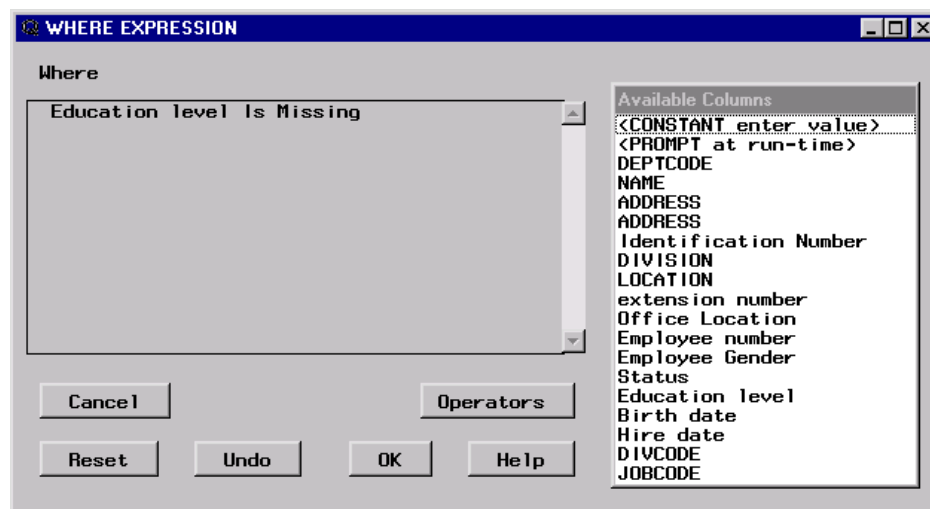 WHERE EXPRESSION
Where
Education level Is Missing
Cancel
Operators
Reset
Undo
OK
Help
Available Columns
<CONSTANT enter value>
<PROMPT at run-time>
DEPTCODE
NAME
ADDRESS
ADDRESS
Identification Number
DIVISION
LOCATION
extension number
Office Location
Employee number
Employee Gender
Status
Education level
Birth date
Hire date
DIVCODE
JOBCODE